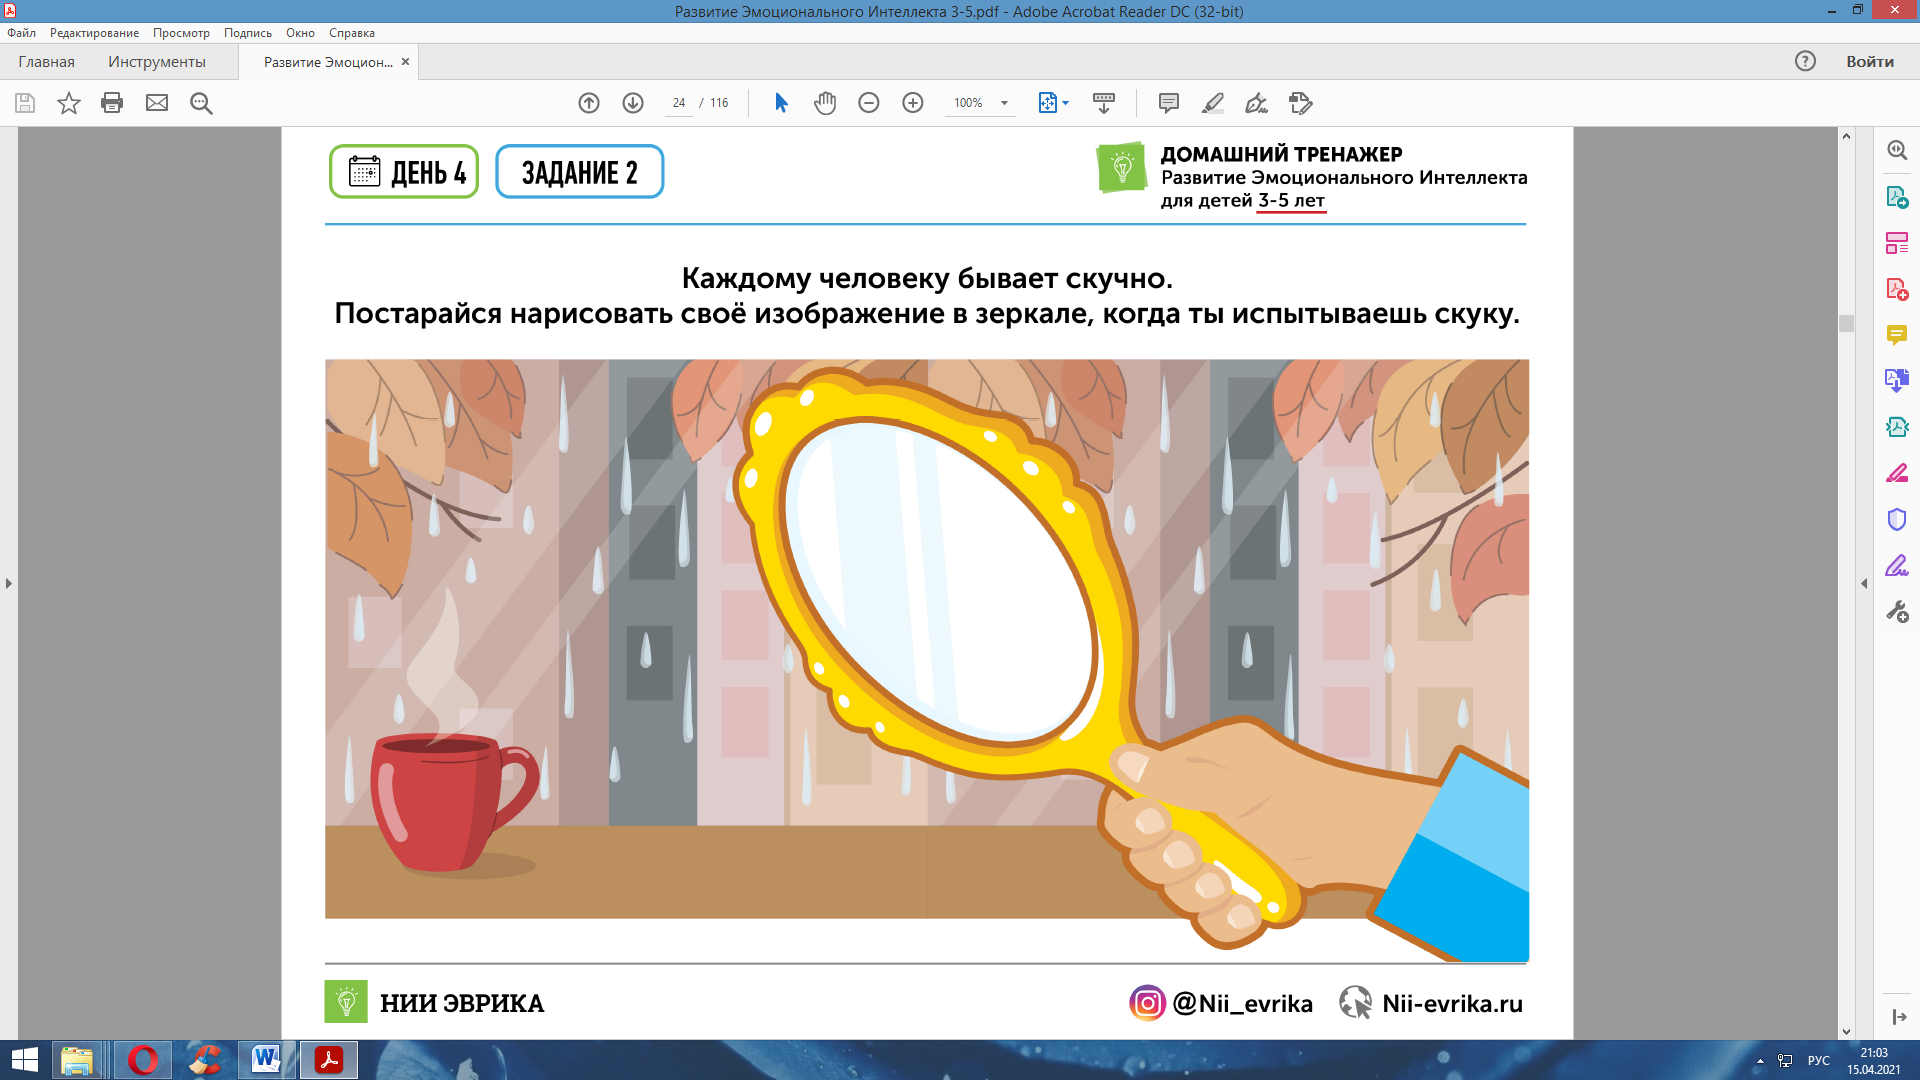 Развитие Эмоционального Интеллекта 3-5.pdf - Adobe Acrobat Reader DC (32-bit)
Файл Редактирование Просмотр Подпись Окно Справка
Главная Инструменты Развитие Эмоцион... × ? Войти
24 / 116 100%
ДЕНЬ 4 ЗАДАНИЕ 2
ДОМАШНИЙ ТРЕНАЖЕР
Развитие Эмоционального Интеллекта
для детей 3-5 лет
Каждому человеку бывает скучно.
Постарайся нарисовать своё изображение в зеркале, когда ты испытываешь скуку.
НИИ ЭВРИКА @Nii_evrika Nii-evrika.ru
РУС 21:03
15.04.2021